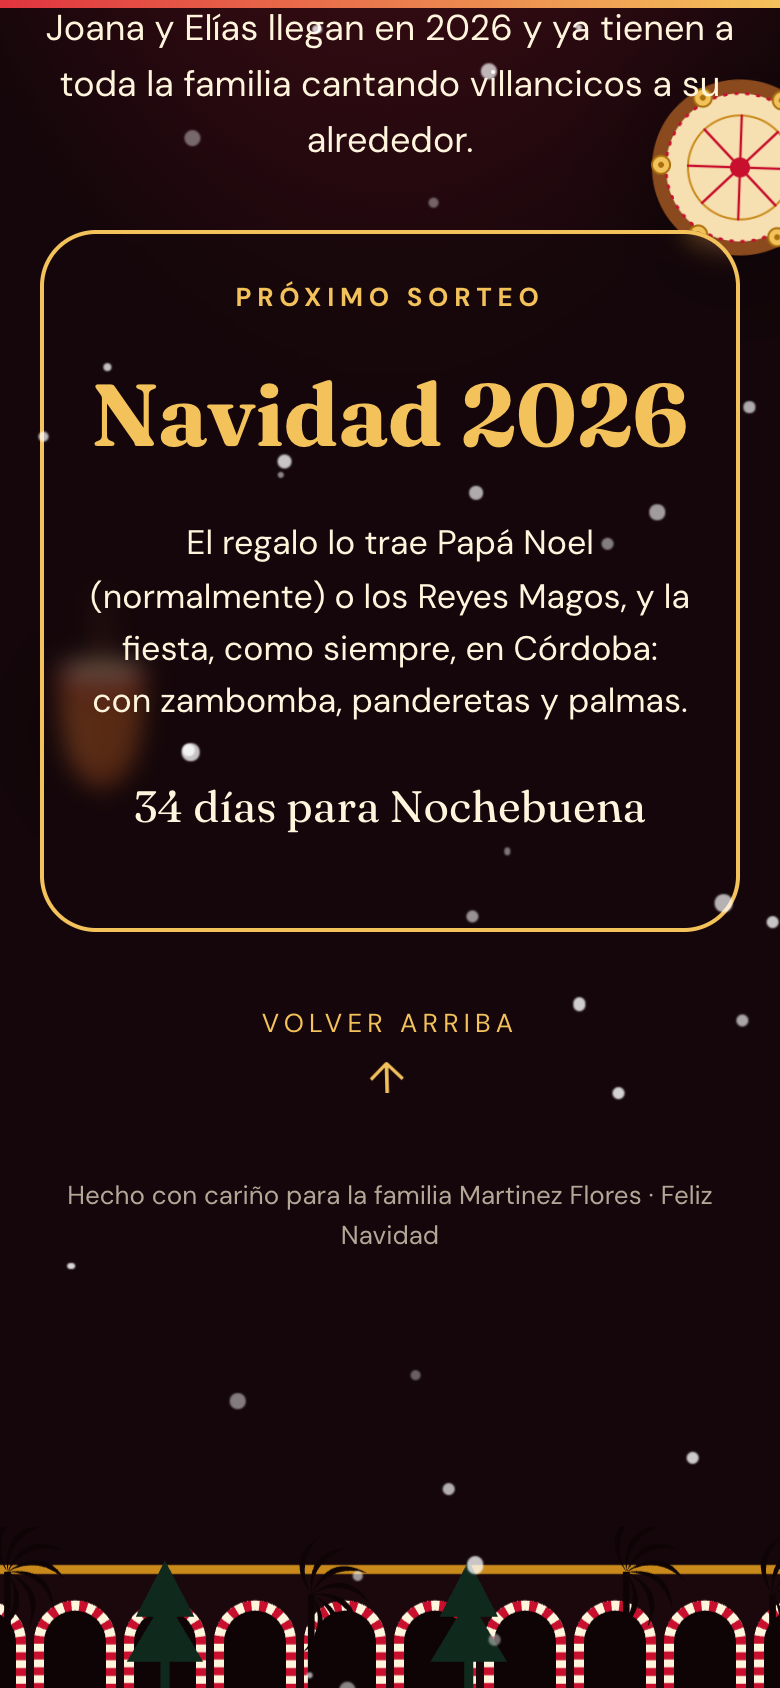 Joana y Elías llegan en 2026 y ya tienen a
toda la familia cantando villancicos a su
alrededor.
PRÓXIMO SORTEO
Navidad 2026
El regalo lo trae Papá Noel
(normalmente) o los Reyes Magos, y la
fiesta, como siempre, en Córdoba:
con zambomba, panderetas y palmas.
34 días para Nochebuena
VOLVER ARRIBA
↑
Hecho con cariño para la familia Martinez Flores · Feliz
Navidad